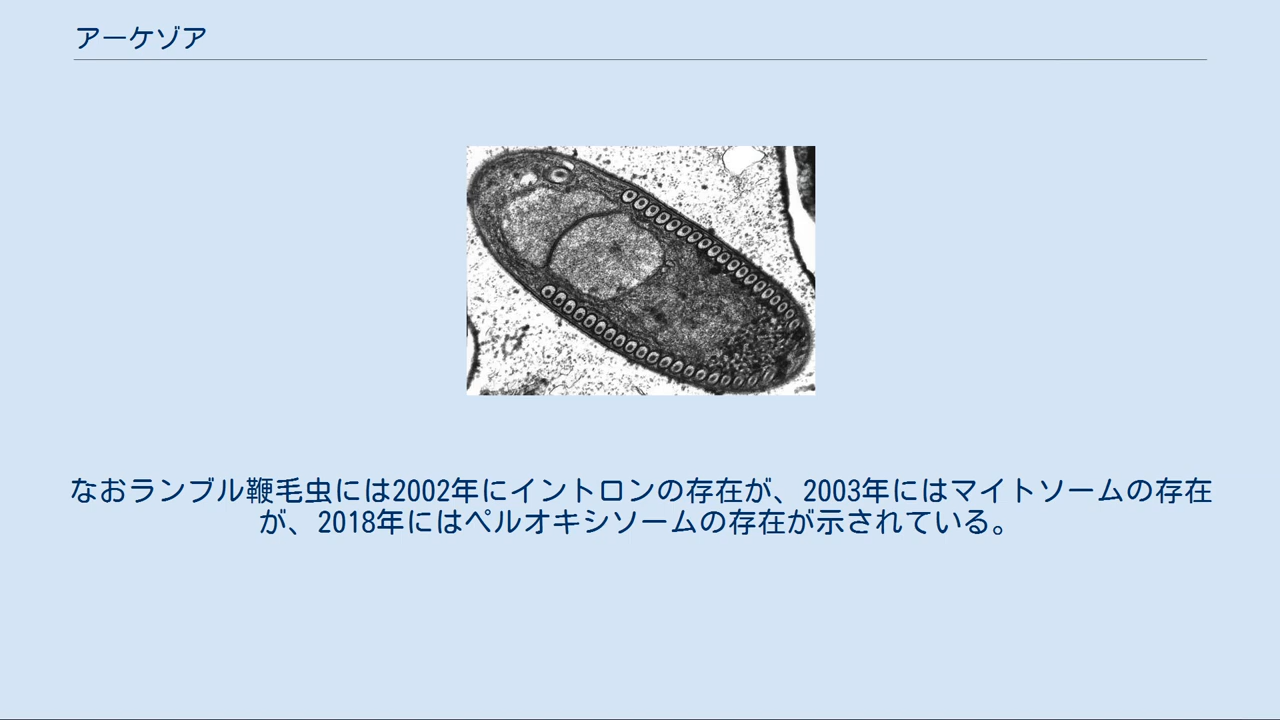 アーケゾア
なおランブル鞭毛虫には2002年にイントロンの存在が、2003年にはマイトソームの存在
が、2018年にはペルオキシソームの存在が示されている。